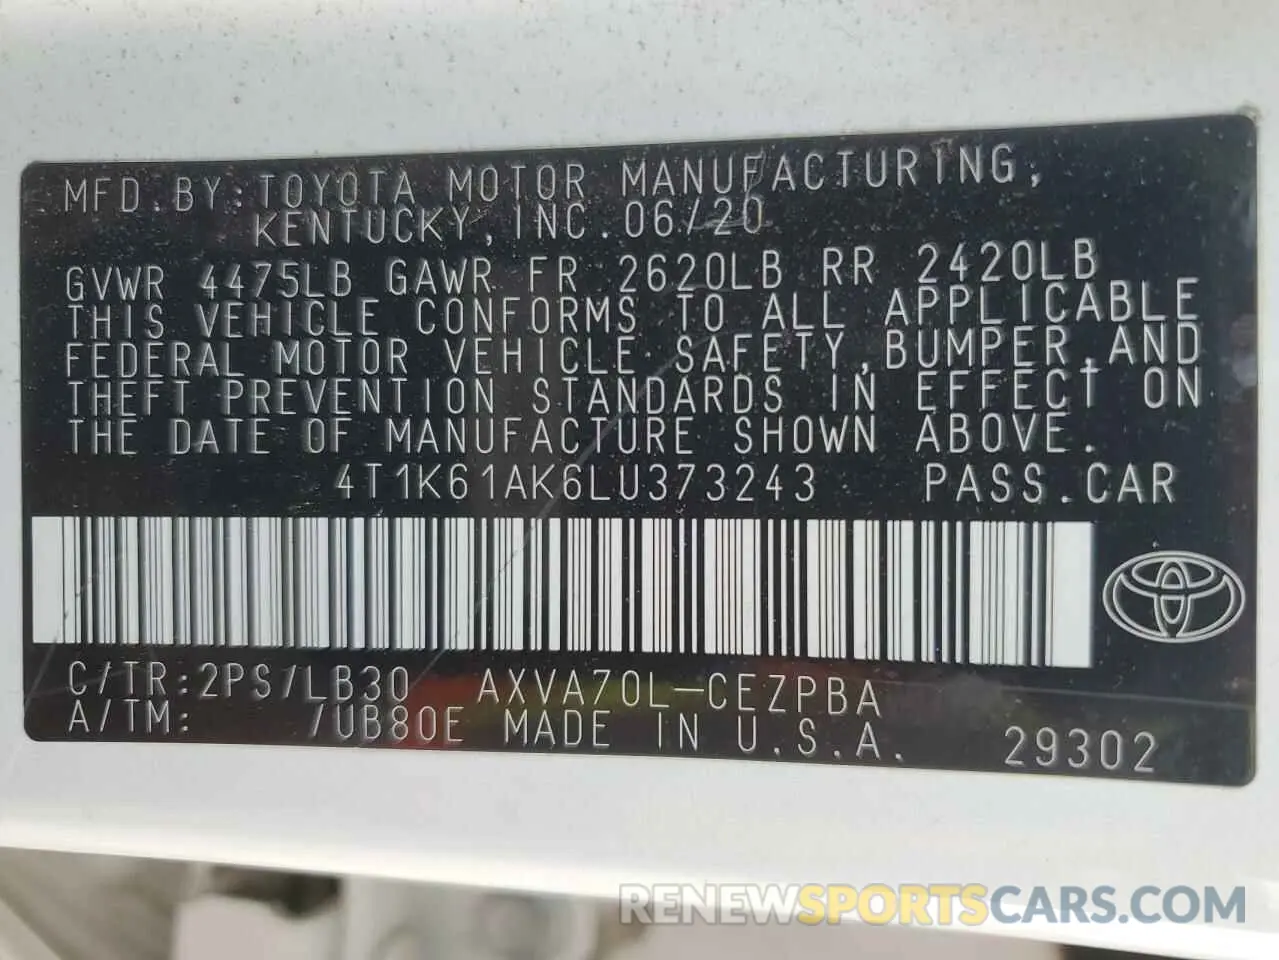 MFD.BY:TOYOTA MOTOR MANUFACTURING,
KENTUCKY, INC. 06/20
GVWR 4475LB GAWR FR 2620LB RR 2420LB
THIS VEHICLE CONFORMS TO ALL APPLICABLE
FEDERAL MOTOR VEHICLE SAFETY, BUMPER, AND
THEFT PREVENTION STANDARDS IN EFFECT ON
THE DATE OF MANUFACTURE SHOWN ABOVE.
4T1K61AK6LU373243 PASS.CAR
C/TR:2PS/LB30 AXVA70L-CEZPBA
A/TM: /UB80E MADE IN U.S.A. 29302
RENEWSPORTSCARS.COM